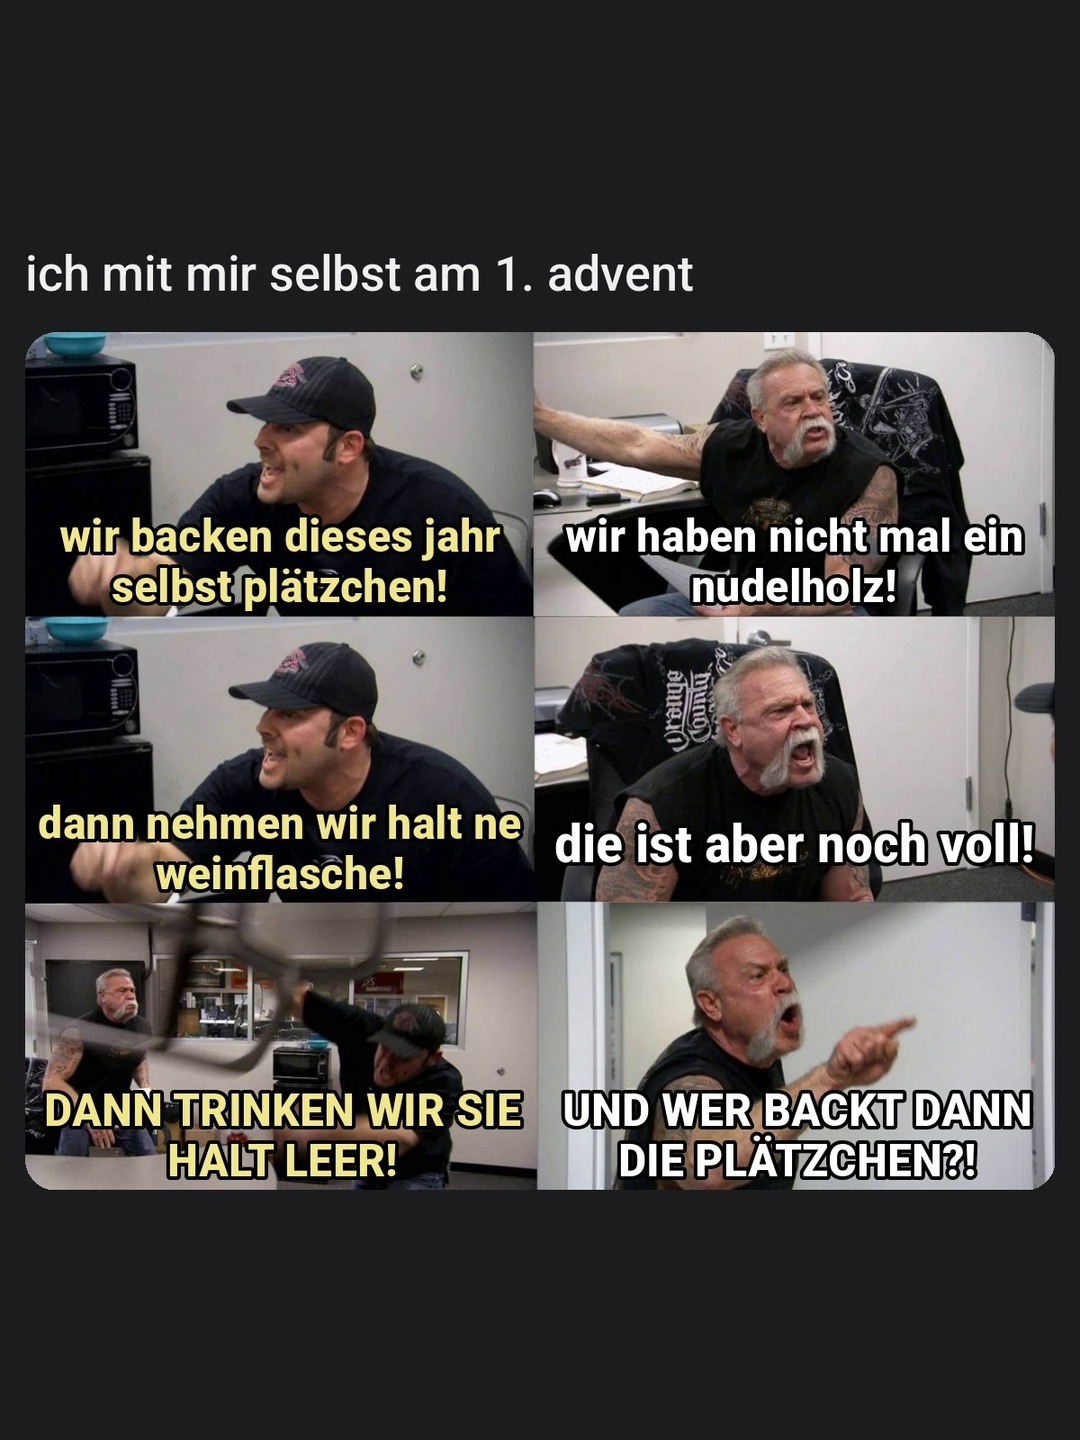 ich mit mir selbst am 1. advent
wir backen dieses jahr
selbst plätzchen!
wir haben nicht mal ein
nudelholz!
dann nehmen wir halt ne
weinflasche!
Orange
County
die ist aber noch voll!
DANN TRINKEN WIR SIE
HALT LEER!
UND WER BACKT DANN
DIE PLÄTZCHEN?!